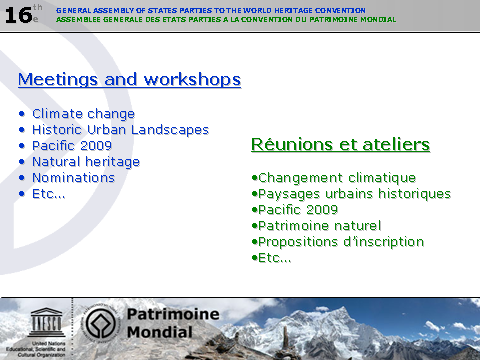 16th e
GENERAL ASSEMBLY OF STATES PARTIES TO THE WORLD HERITAGE CONVENTION
ASSEMBLEE GENERALE DES ETATS PARTIES A LA CONVENTION DU PATRIMOINE MONDIAL
Meetings and workshops
• Climate change
• Historic Urban Landscapes
• Pacific 2009
• Natural heritage
• Nominations
• Etc...
Réunions et ateliers
•Changement climatique
•Paysages urbains historiques
•Pacific 2009
•Patrimoine naturel
•Propositions d'inscription
•Etc...
UNESCO
United Nations
Educational, Scientific and
Cultural Organization
Patrimoine
Mondial